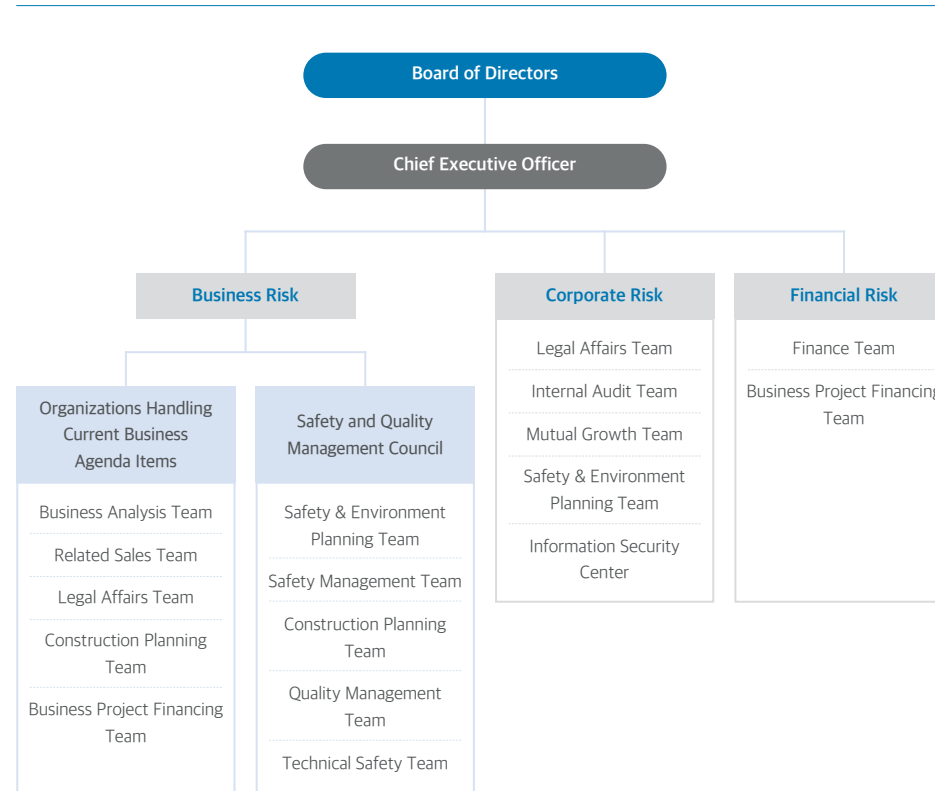 Board of Directors
Chief Executive Officer
Business Risk
Organizations Handling
Current Business
Agenda Items
Business Analysis Team
Related Sales Team
Legal Affairs Team
Construction Planning
Team
Business Project Financing
Team
Safety and Quality
Management Council
Safety & Environment
Planning Team
Safety Management Team
Construction Planning
Team
Quality Management
Team
Technical Safety Team
Corporate Risk
Legal Affairs Team
Internal Audit Team
Mutual Growth Team
Safety & Environment
Planning Team
Information Security
Center
Financial Risk
Finance Team
Business Project Financing
Team